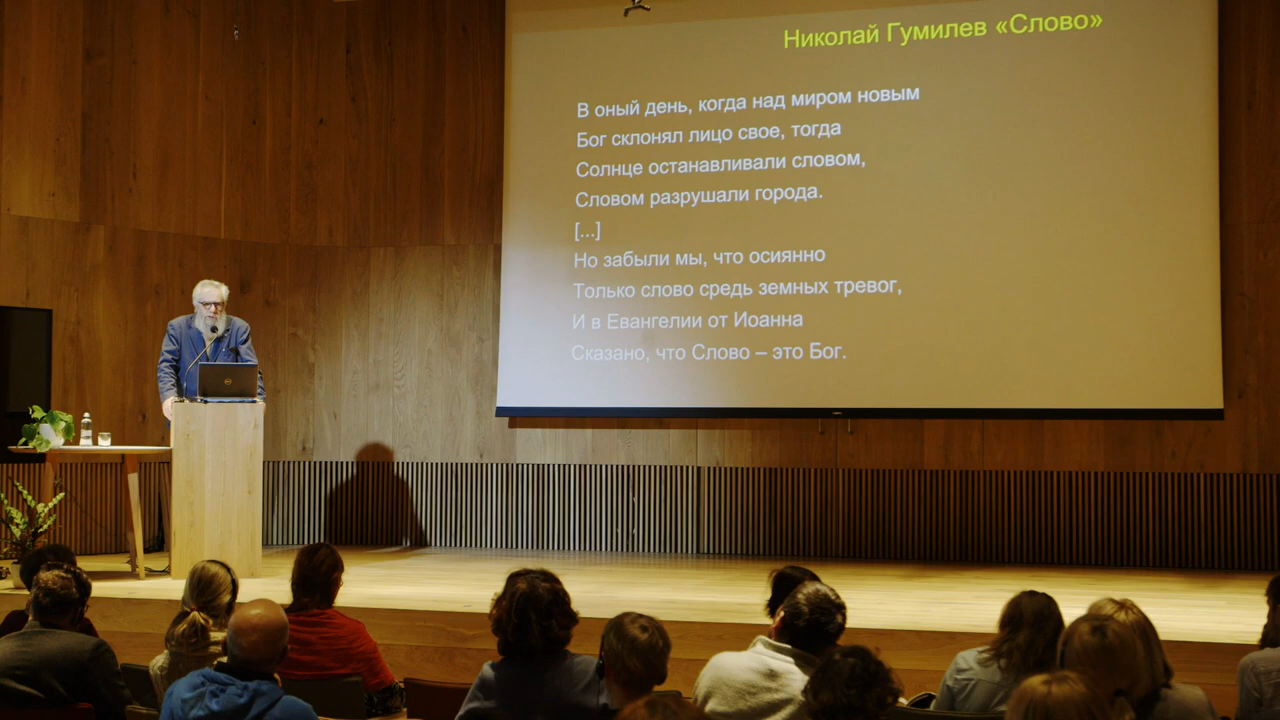 Николай Гумилев «Слово»
В оный день, когда над миром новым
Бог склонял лицо свое, тогда
Солнце останавливали словом,
Словом разрушали города.
[...]
Но забыли мы, что осиянно
Только слово средь земных тревог,
И в Евангелии от Иоанна
Сказано, что Слово – это Бог.